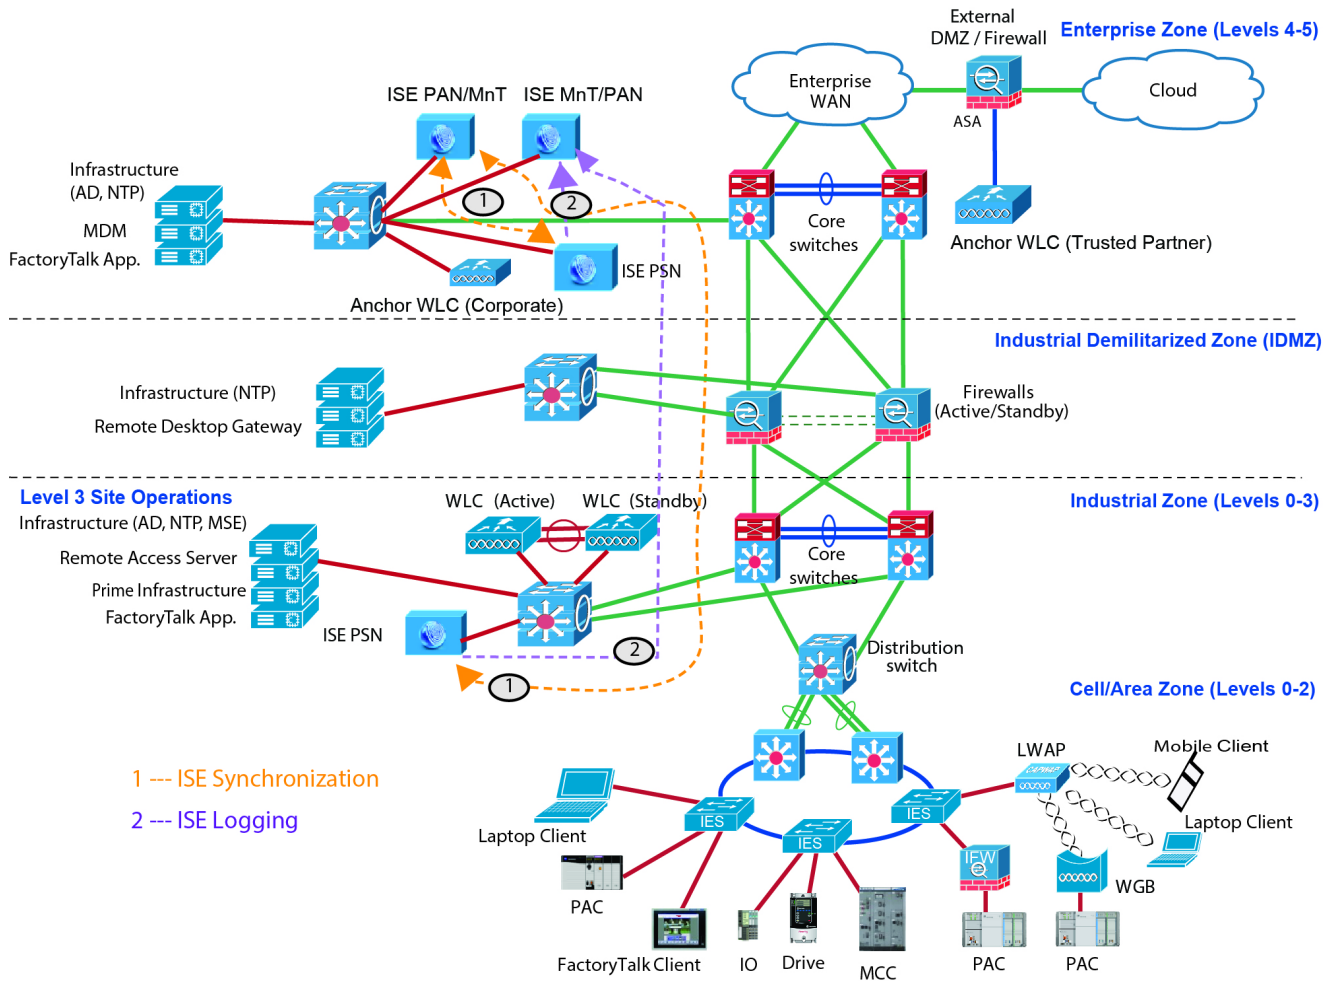 External
DMZ / Firewall
Enterprise Zone (Levels 4-5)
Enterprise
WAN
Cloud
ASA
ISE PAN/MnT
ISE MnT/PAN
Infrastructure
(AD, NTP)
MDM
FactoryTalk App.
1
2
Core
switches
Anchor WLC (Trusted Partner)
ISE PSN
Anchor WLC (Corporate)
Industrial Demilitarized Zone (IDMZ)
Infrastructure (NTP)
Remote Desktop Gateway
Firewalls
(Active/Standby)
Level 3 Site Operations
Industrial Zone (Levels 0-3)
Infrastructure (AD, NTP, MSE)
Remote Access Server
Prime Infrastructure
FactoryTalk App.
WLC (Active)
WLC (Standby)
Core
switches
ISE PSN
2
1
Distribution
switch
Cell/Area Zone (Levels 0-2)
1 --- ISE Synchronization
2 --- ISE Logging
LWAP
CAPWAP
Mobile Client
Laptop Client
IES
IES
IES
Laptop Client
IFW
WGB
PAC
FactoryTalk Client
IO
Drive
MCC
PAC
PAC